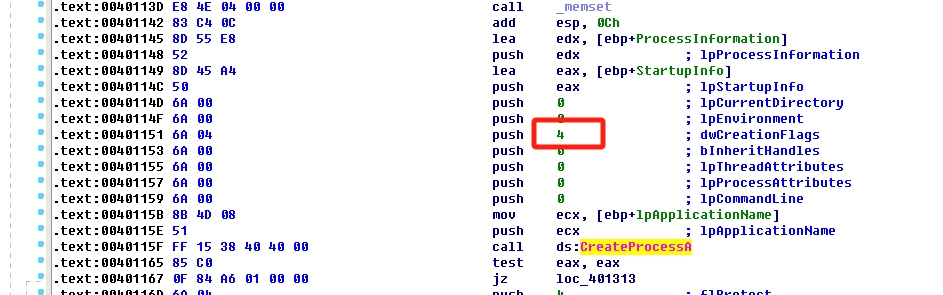 .text:0040113D E8 4E 04 00 00 call _memset
.text:00401142 83 C4 0C add esp, 0Ch
.text:00401145 8D 55 E8 lea edx, [ebp+ProcessInformation]
.text:00401148 52 push edx ; lpProcessInformation
.text:00401149 8D 45 A4 lea eax, [ebp+StartupInfo]
.text:0040114C 50 push eax ; lpStartupInfo
.text:0040114D 6A 00 push 0 ; lpCurrentDirectory
.text:0040114F 6A 00 push 0 ; lpEnvironment
.text:00401151 6A 04 push 4 ; dwCreationFlags
.text:00401153 6A 00 push 0 ; bInheritHandles
.text:00401155 6A 00 push 0 ; lpThreadAttributes
.text:00401157 6A 00 push 0 ; lpProcessAttributes
.text:00401159 6A 00 push 0 ; lpCommandLine
.text:0040115B 8B 4D 08 mov ecx, [ebp+lpApplicationName]
.text:0040115E 51 push ecx ; lpApplicationName
.text:0040115F FF 15 38 40 40 00 call ds:CreateProcessA
.text:00401165 85 C0 test eax, eax
.text:00401167 0F 84 A6 01 00 00 jz loc_401313
.text:0040116D 6A 04 push 4 ; flProtect